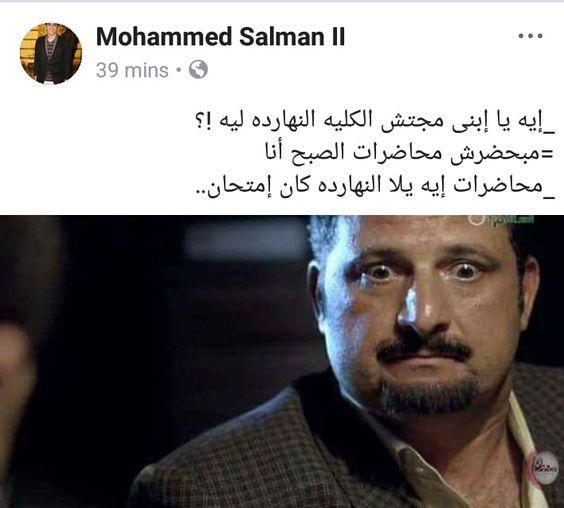 Mohammed Salman II
39 mins
_إيه يا إبنى مجتش الكليه النهارده ليه !؟
=مبحضرش محاضرات الصبح أنا
_محاضرات إيه يلا النهارده كان إمتحان..